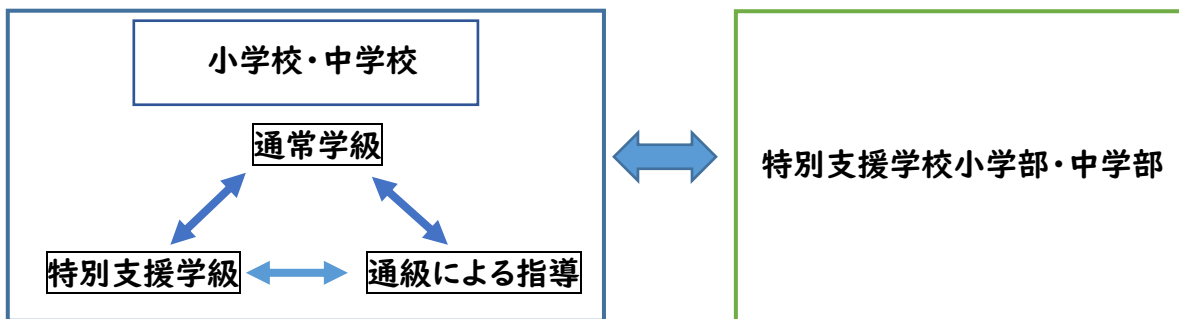 小学校・中学校
通常学級
特別支援学級
通級による指導
特別支援学校小学部・中学部